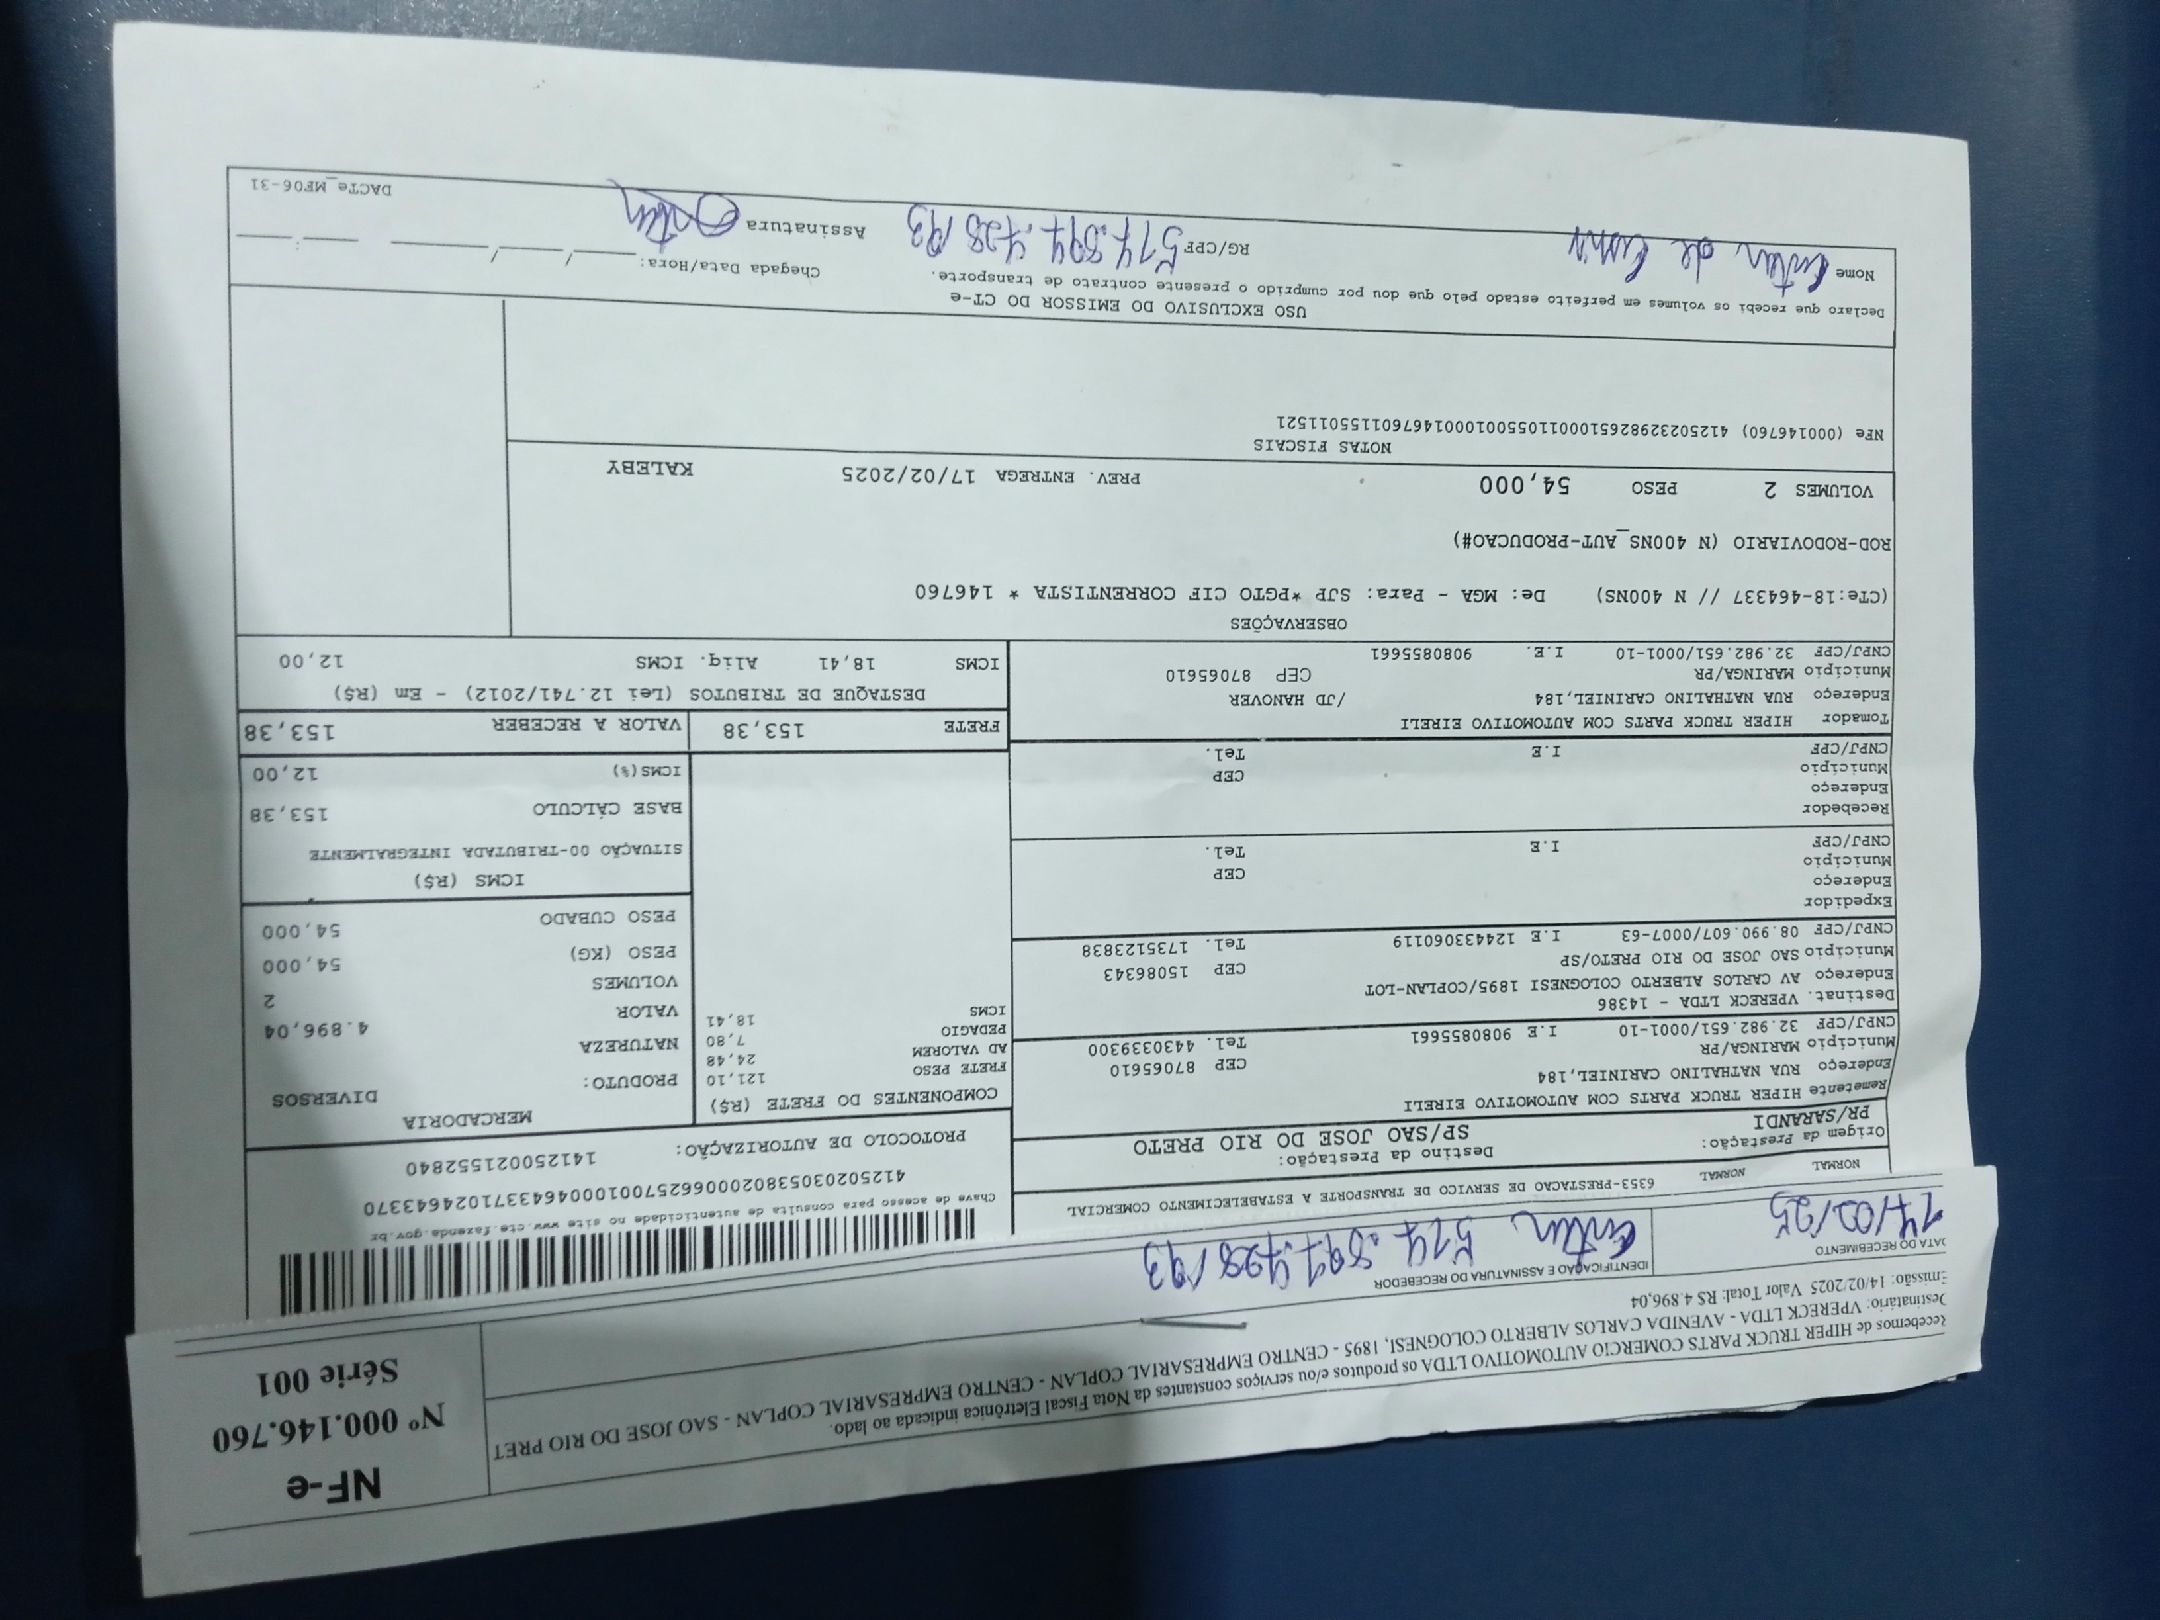 Recebemos de HIPER TRUCK PARTS COMERCIO AUTOMOTIVO LTDA os produtos e/ou serviços constantes da Nota Fiscal Eletrônica indicada ao lado.
Destinatário: VPERECK LTDA - AVENIDA CARLOS ALBERTO COLOGNESI, 1895 - CENTRO EMPRESARIAL COPLAN - CENTRO EMPRESARIAL COPLAN - SAO JOSE DO RIO PRET
Emissão: 14/02/2025 Valor Total: R$ 4.896,04
NF-e
Nº 000.146.760
Série 001
DATA DO RECEBIMENTO
17/02/25
IDENTIFICAÇÃO E ASSINATURA DO RECEBEDOR
514.894.428/93
Chave de acesso para consulta de autenticidade no site www.cte.fazenda.gov.br
41250203053802000662570010004643371024643370
PROTOCOLO DE AUTORIZAÇÃO: 141250021552840
NORMAL NORMAL 6353-PRESTACAO DE SERVICO DE TRANSPORTE A ESTABELECIMENTO COMERCIAL
Origem da Prestação: Destino da Prestação:
PR/SARANDI SP/SAO JOSE DO RIO PRETO
Remetente HIPER TRUCK PARTS COM AUTOMOTIVO EIRELI
Endereço RUA NATHALINO CARINIEL,184 CEP 87065610
Município MARINGA/PR Tel. 4430339300
CNPJ/CPF 32.982.651/0001-10 I.E 9080855661
Destinat. VPERECK LTDA - 14386
Endereço AV CARLOS ALBERTO COLOGNESI 1895/COPLAN-LOT
Município SAO JOSE DO RIO PRETO/SP CEP 15086343
CNPJ/CPF 08.990.607/0007-63 I.E 124433060119 Tel. 1735123838
Expedidor
Endereço
Município CEP
CNPJ/CPF I.E Tel.
Recebedor
Endereço
Município CEP
CNPJ/CPF I.E Tel.
Tomador HIPER TRUCK PARTS COM AUTOMOTIVO EIRELI
Endereço RUA NATHALINO CARINIEL,184 /JD HANOVER
Município MARINGA/PR CEP 87065610
CNPJ/CPF 32.982.651/0001-10 I.E. 9080855661
COMPONENTES DO FRETE (R$)
FRETE PESO 121,10
AD VALOREM 24,48
PEDAGIO 7,80
ICMS 18,41
MERCADORIA
PRODUTO: DIVERSOS
NATUREZA
VALOR 4.896,04
VOLUMES 2
PESO (KG) 54,000
PESO CUBADO 54,000
ICMS (R$)
SITUAÇÃO 00-TRIBUTADA INTEGRALMENTE
BASE CÁLCULO 153,38
ICMS(%) 12,00
FRETE 153,38 VALOR A RECEBER 153,38
DESTAQUE DE TRIBUTOS (Lei 12.741/2012) - Em (R$)
ICMS 18,41 Aliq. ICMS 12,00
OBSERVAÇÕES
(CTe:18-464337 // N 400NS) De: MGA - Para: SJP *PGTO CIF CORRENTISTA * 146760
ROD-RODOVIARIO (N 400NS_AUT-PRODUCAO#)
VOLUMES 2 PESO 54,000 PREV. ENTREGA 17/02/2025 KALEBY
NOTAS FISCAIS
NFe (000146760) 41250232982651000110550010001467601155011521
USO EXCLUSIVO DO EMISSOR DO CT-e
Declaro que recebi os volumes em perfeito estado pelo que dou por cumprido o presente contrato de transporte.
Chegada Data/Hora: ___/___/___ __:__
Nome RG/CPF 514.894.428/93 Assinatura
DACTe_MF06-31